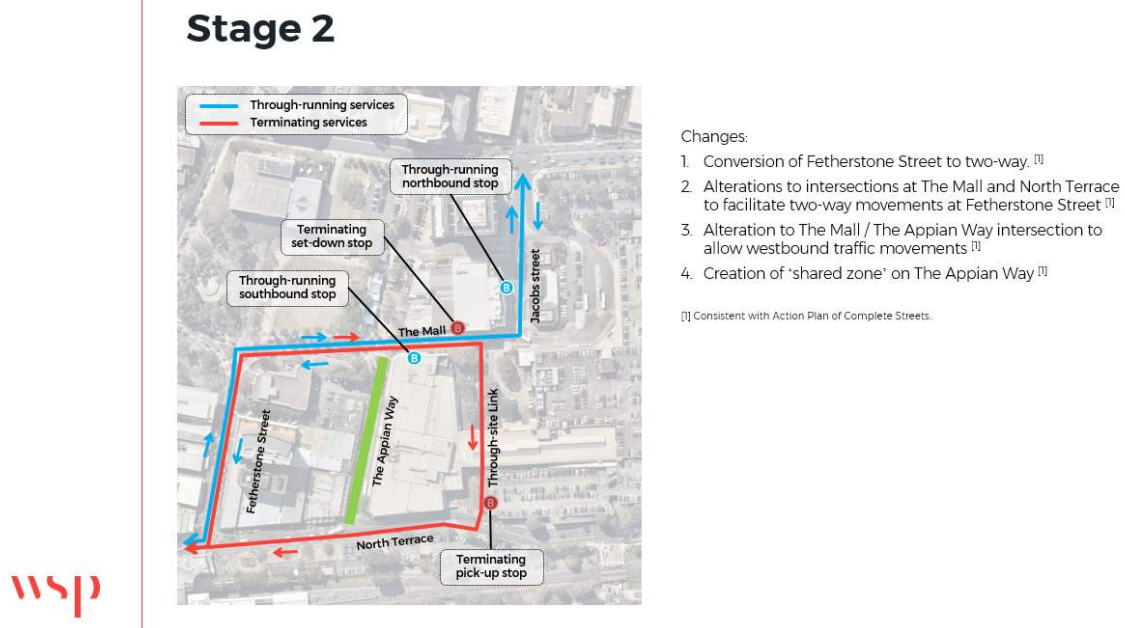 Stage 2
Through-running services
Terminating services
Through-running
northbound stop
Terminating
set-down stop
Through-running
southbound stop
B
Jacobs street
The Mall
B
B
Fetherstone Street
The Appian Way
Through-site Link
B
North Terrace
Terminating
pick-up stop
Changes:
1. Conversion of Fetherstone Street to two-way. [1]
2. Alterations to intersections at The Mall and North Terrace
to facilitate two-way movements at Fetherstone Street [1]
3. Alteration to The Mall / The Appian Way intersection to
allow westbound traffic movements [1]
4. Creation of ‘shared zone’ on The Appian Way [1]
[1] Consistent with Action Plan of Complete Streets.
wsp